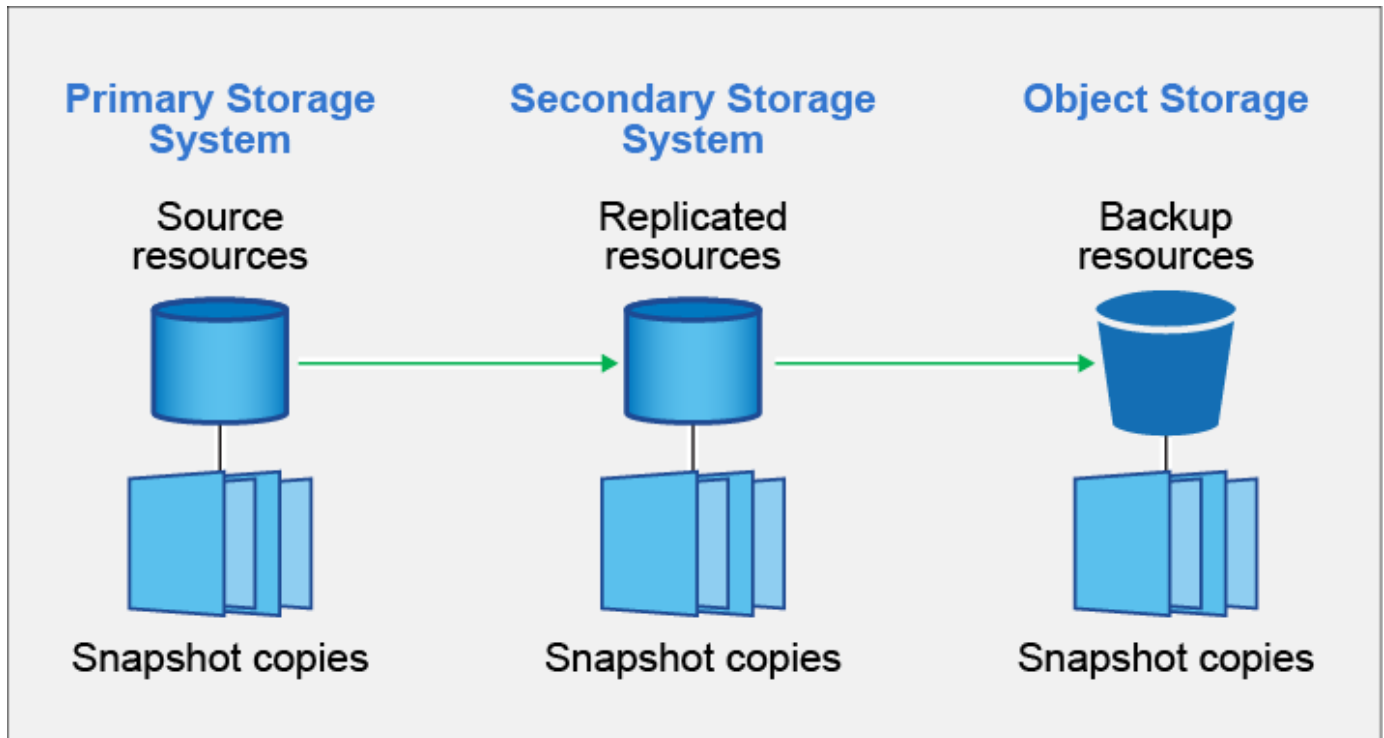 Primary Storage
System
Secondary Storage
System
Object Storage
Source
resources
Replicated
resources
Backup
resources
Snapshot copies
Snapshot copies
Snapshot copies